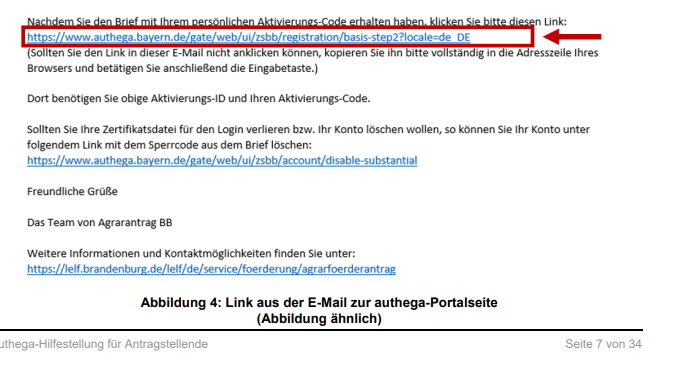 Nachdem Sie den Brief mit Ihrem persönlichen Aktivierungs-Code erhalten haben, klicken Sie bitte diesen Link:
https://www.authega.bayern.de/gate/web/ui/zsbb/registration/basis-step2?locale=de_DE
(Sollten Sie den Link in dieser E-Mail nicht anklicken können, kopieren Sie ihn bitte vollständig in die Adresszeile Ihres
Browsers und betätigen Sie anschließend die Eingabetaste.)
Dort benötigen Sie obige Aktivierungs-ID und Ihren Aktivierungs-Code.
Sollten Sie Ihre Zertifikatsdatei für den Login verlieren bzw. Ihr Konto löschen wollen, so können Sie Ihr Konto unter
folgendem Link mit dem Sperrcode aus dem Brief löschen:
https://www.authega.bayern.de/gate/web/ui/zsbb/account/disable-substantial
Freundliche Grüße
Das Team von Agrarantrag BB
Weitere Informationen und Kontaktmöglichkeiten finden Sie unter:
https://lelf.brandenburg.de/lelf/de/service/foerderung/agrarfoerderantrag
Abbildung 4: Link aus der E-Mail zur authega-Portalseite
(Abbildung ähnlich)
uthega-Hilfestellung für Antragstellende
Seite 7 von 34